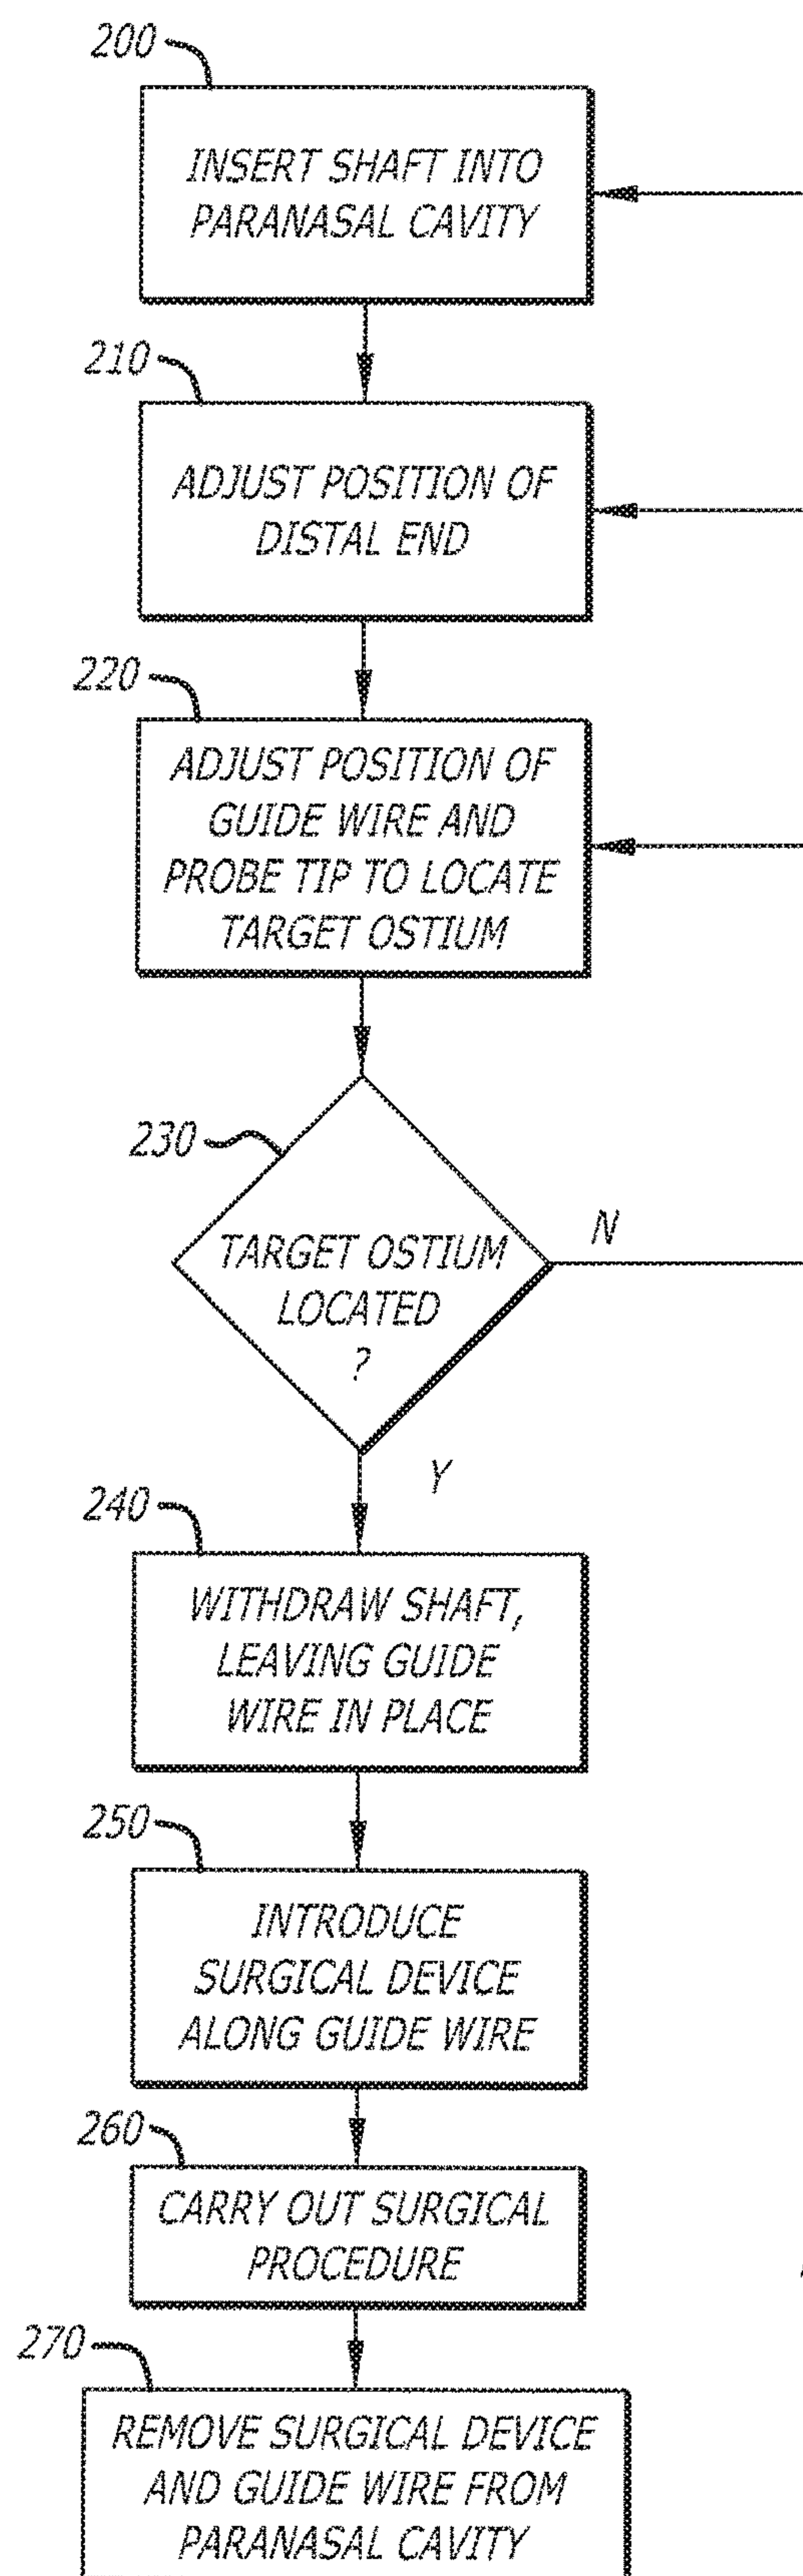 200
INSERT SHAFT INTO
PARANASAL CAVITY
210
ADJUST POSITION OF
DISTAL END
220
ADJUST POSITION OF
GUIDE WIRE AND
PROBE TIP TO LOCATE
TARGET OSTIUM
230
TARGET OSTIUM
LOCATED
?
N
Y
240
WITHDRAW SHAFT,
LEAVING GUIDE
WIRE IN PLACE
250
INTRODUCE
SURGICAL DEVICE
ALONG GUIDE WIRE
260
CARRY OUT SURGICAL
PROCEDURE
270
REMOVE SURGICAL DEVICE
AND GUIDE WIRE FROM
PARANASAL CAVITY